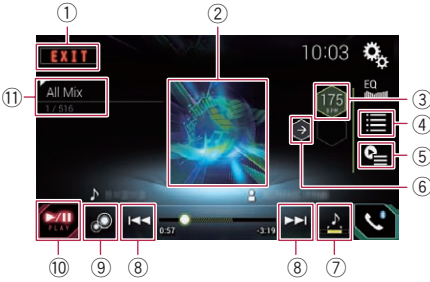 ① ②
EXIT
10:03
⑪
All Mix
1 / 516
EQ
175
BPM
③
④
⑤
⑥
0:57
-3:19
PLAY
⑩ ⑨ ⑧ ⑧ ⑦